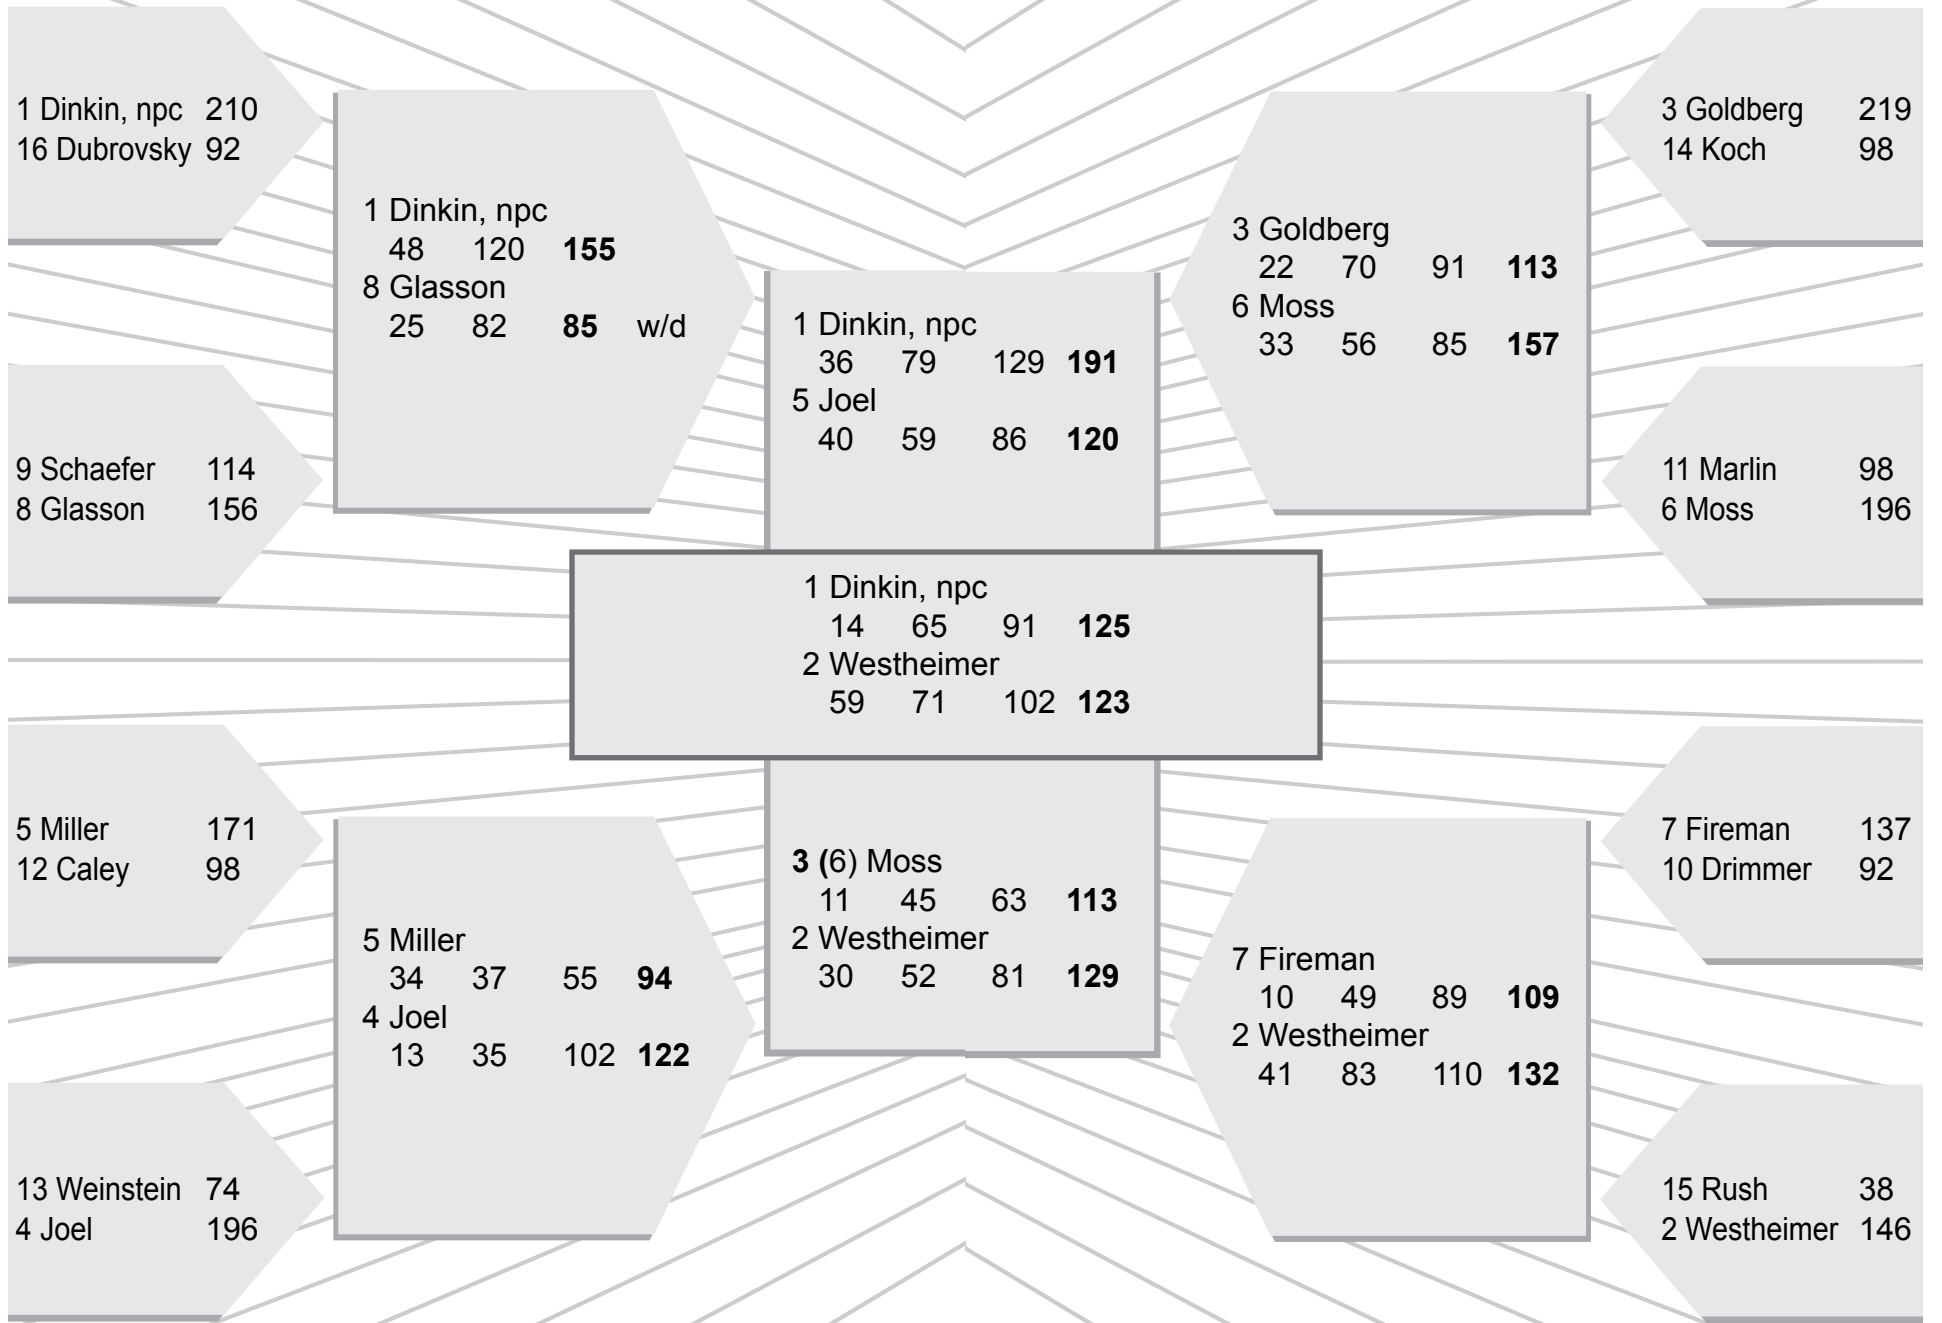 1 Dinkin, npc 210
16 Dubrovsky 92
9 Schaefer 114
8 Glasson 156
5 Miller 171
12 Caley 98
13 Weinstein 74
4 Joel 196
1 Dinkin, npc
48 120 155
8 Glasson
25 82 85 w/d
5 Miller
34 37 55 94
4 Joel
13 35 102 122
1 Dinkin, npc
36 79 129 191
5 Joel
40 59 86 120
1 Dinkin, npc
14 65 91 125
2 Westheimer
59 71 102 123
3 (6) Moss
11 45 63 113
2 Westheimer
30 52 81 129
3 Goldberg
22 70 91 113
6 Moss
33 56 85 157
7 Fireman
10 49 89 109
2 Westheimer
41 83 110 132
3 Goldberg 219
14 Koch 98
11 Marlin 98
6 Moss 196
7 Fireman 137
10 Drimmer 92
15 Rush 38
2 Westheimer 146